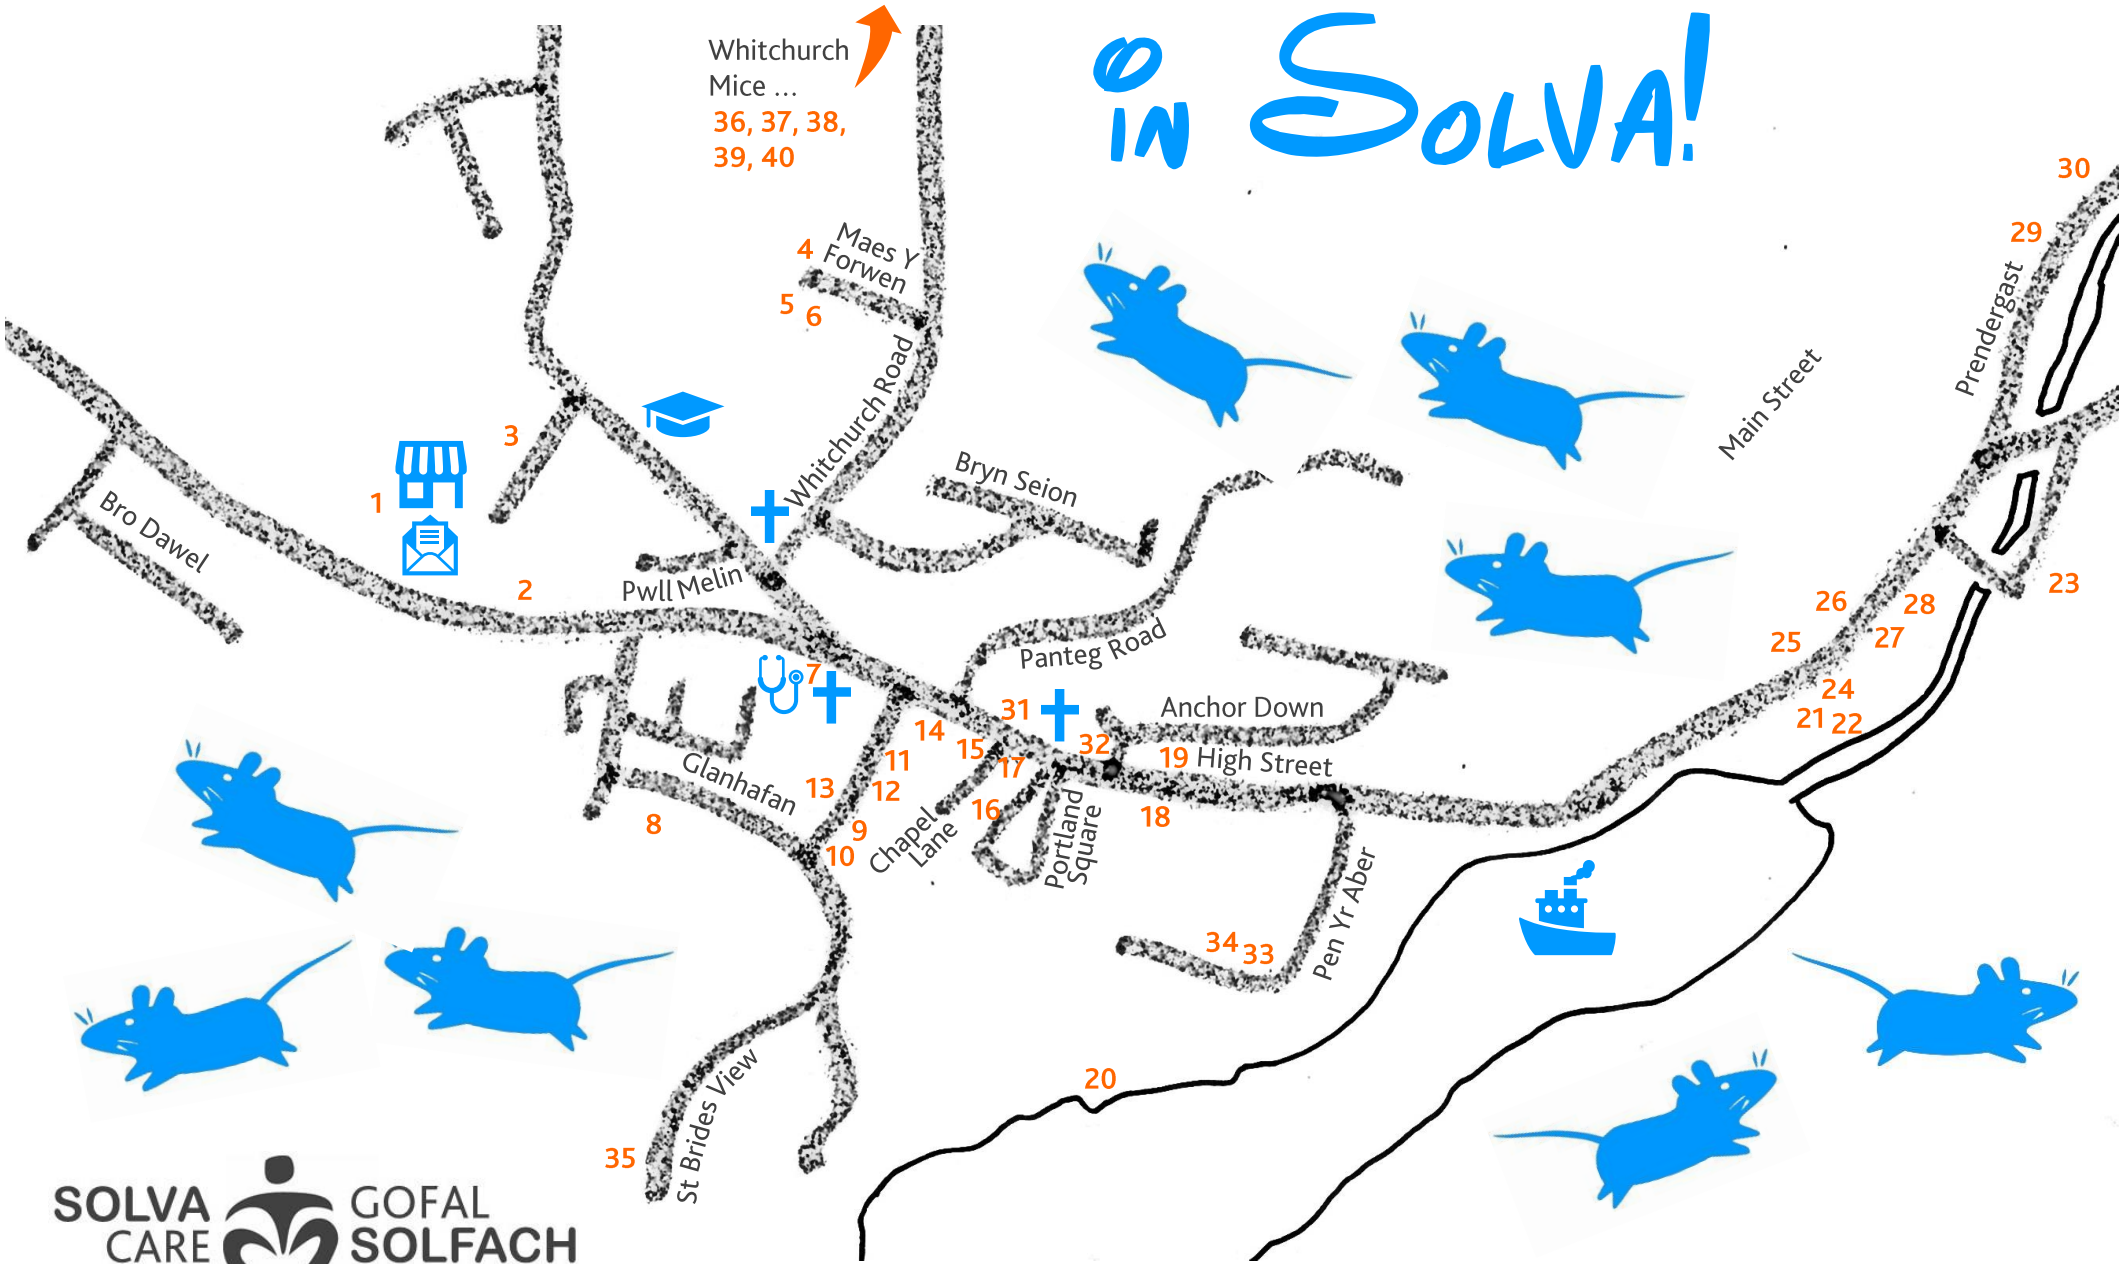 in Solva!
Whitchurch
Mice ...
36, 37, 38,
39, 40
30
29
Prendergast
Main Street
4
Maes Y
Forwen
5
6
Whitchurch Road
3
1
Bro Dawel
2
Pwll Melin
Bryn Seion
Panteg Road
23
26
28
25
27
24
21
22
7
31
Anchor Down
14
15
32
19
High Street
11
17
13
12
Glanhafan
16
18
8
9
10
Chapel
Lane
Portland
Square
Pen Yr Aber
34
33
20
35
St Brides View
SOLVA
CARE
GOFAL
SOLFACH